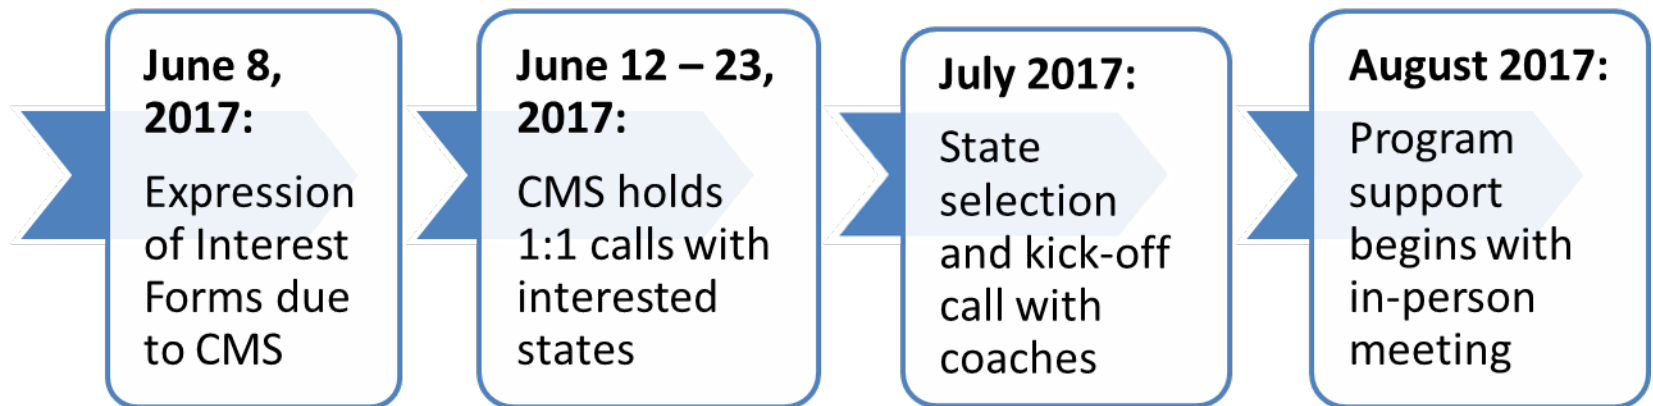 June 8,
2017:
Expression
of Interest
Forms due
to CMS
June 12 – 23,
2017:
CMS holds
1:1 calls with
interested
states
July 2017:
State
selection
and kick-off
call with
coaches
August 2017:
Program
support
begins with
in-person
meeting